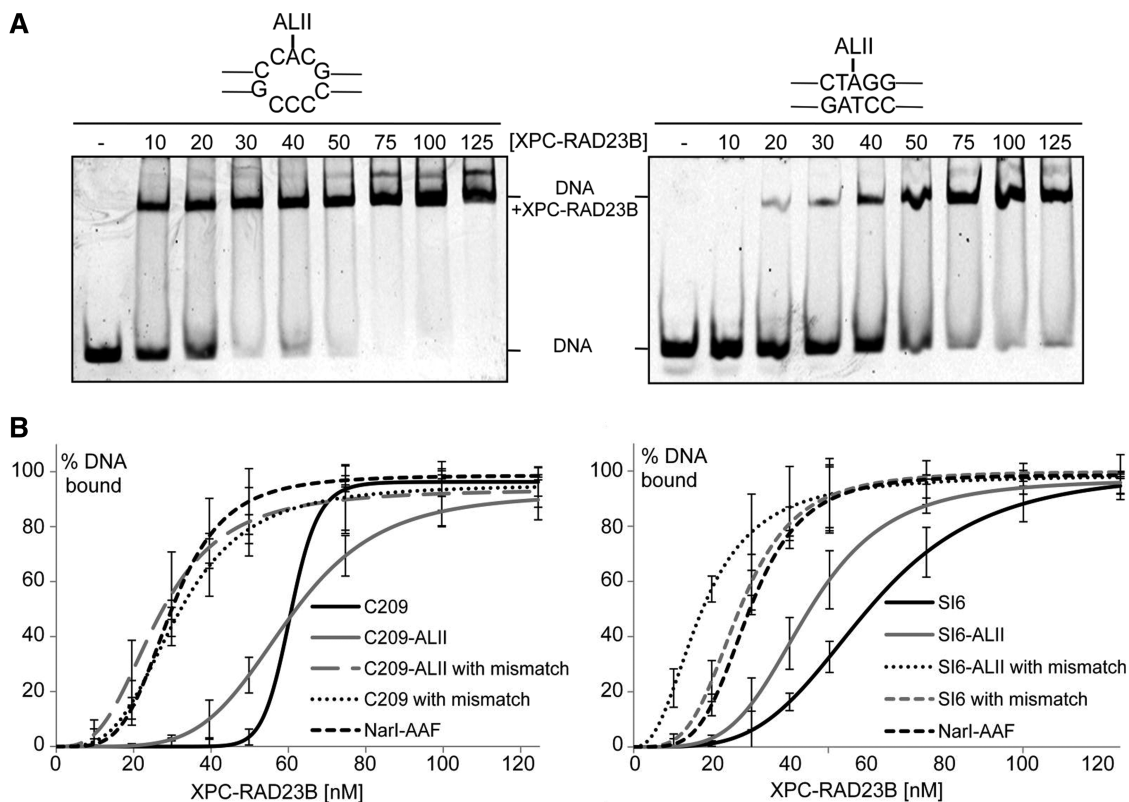 A
ALII
CCACG
GCCCC
- 10 20 30 40 50 75 100 125
[XPC-RAD23B]
ALII
CTAGG
GATCC
- 10 20 30 40 50 75 100 125
DNA
+XPC-RAD23B
DNA
B
% DNA
bound
100
80
60
40
20
0
0 20 40 60 80 100 120
XPC-RAD23B [nM]
C209
C209-ALII
C209-ALII with mismatch
C209 with mismatch
NarI-AAF
% DNA
bound
100
80
60
40
20
0
0 20 40 60 80 100 120
XPC-RAD23B [nM]
SI6
SI6-ALII
SI6-ALII with mismatch
SI6 with mismatch
NarI-AAF